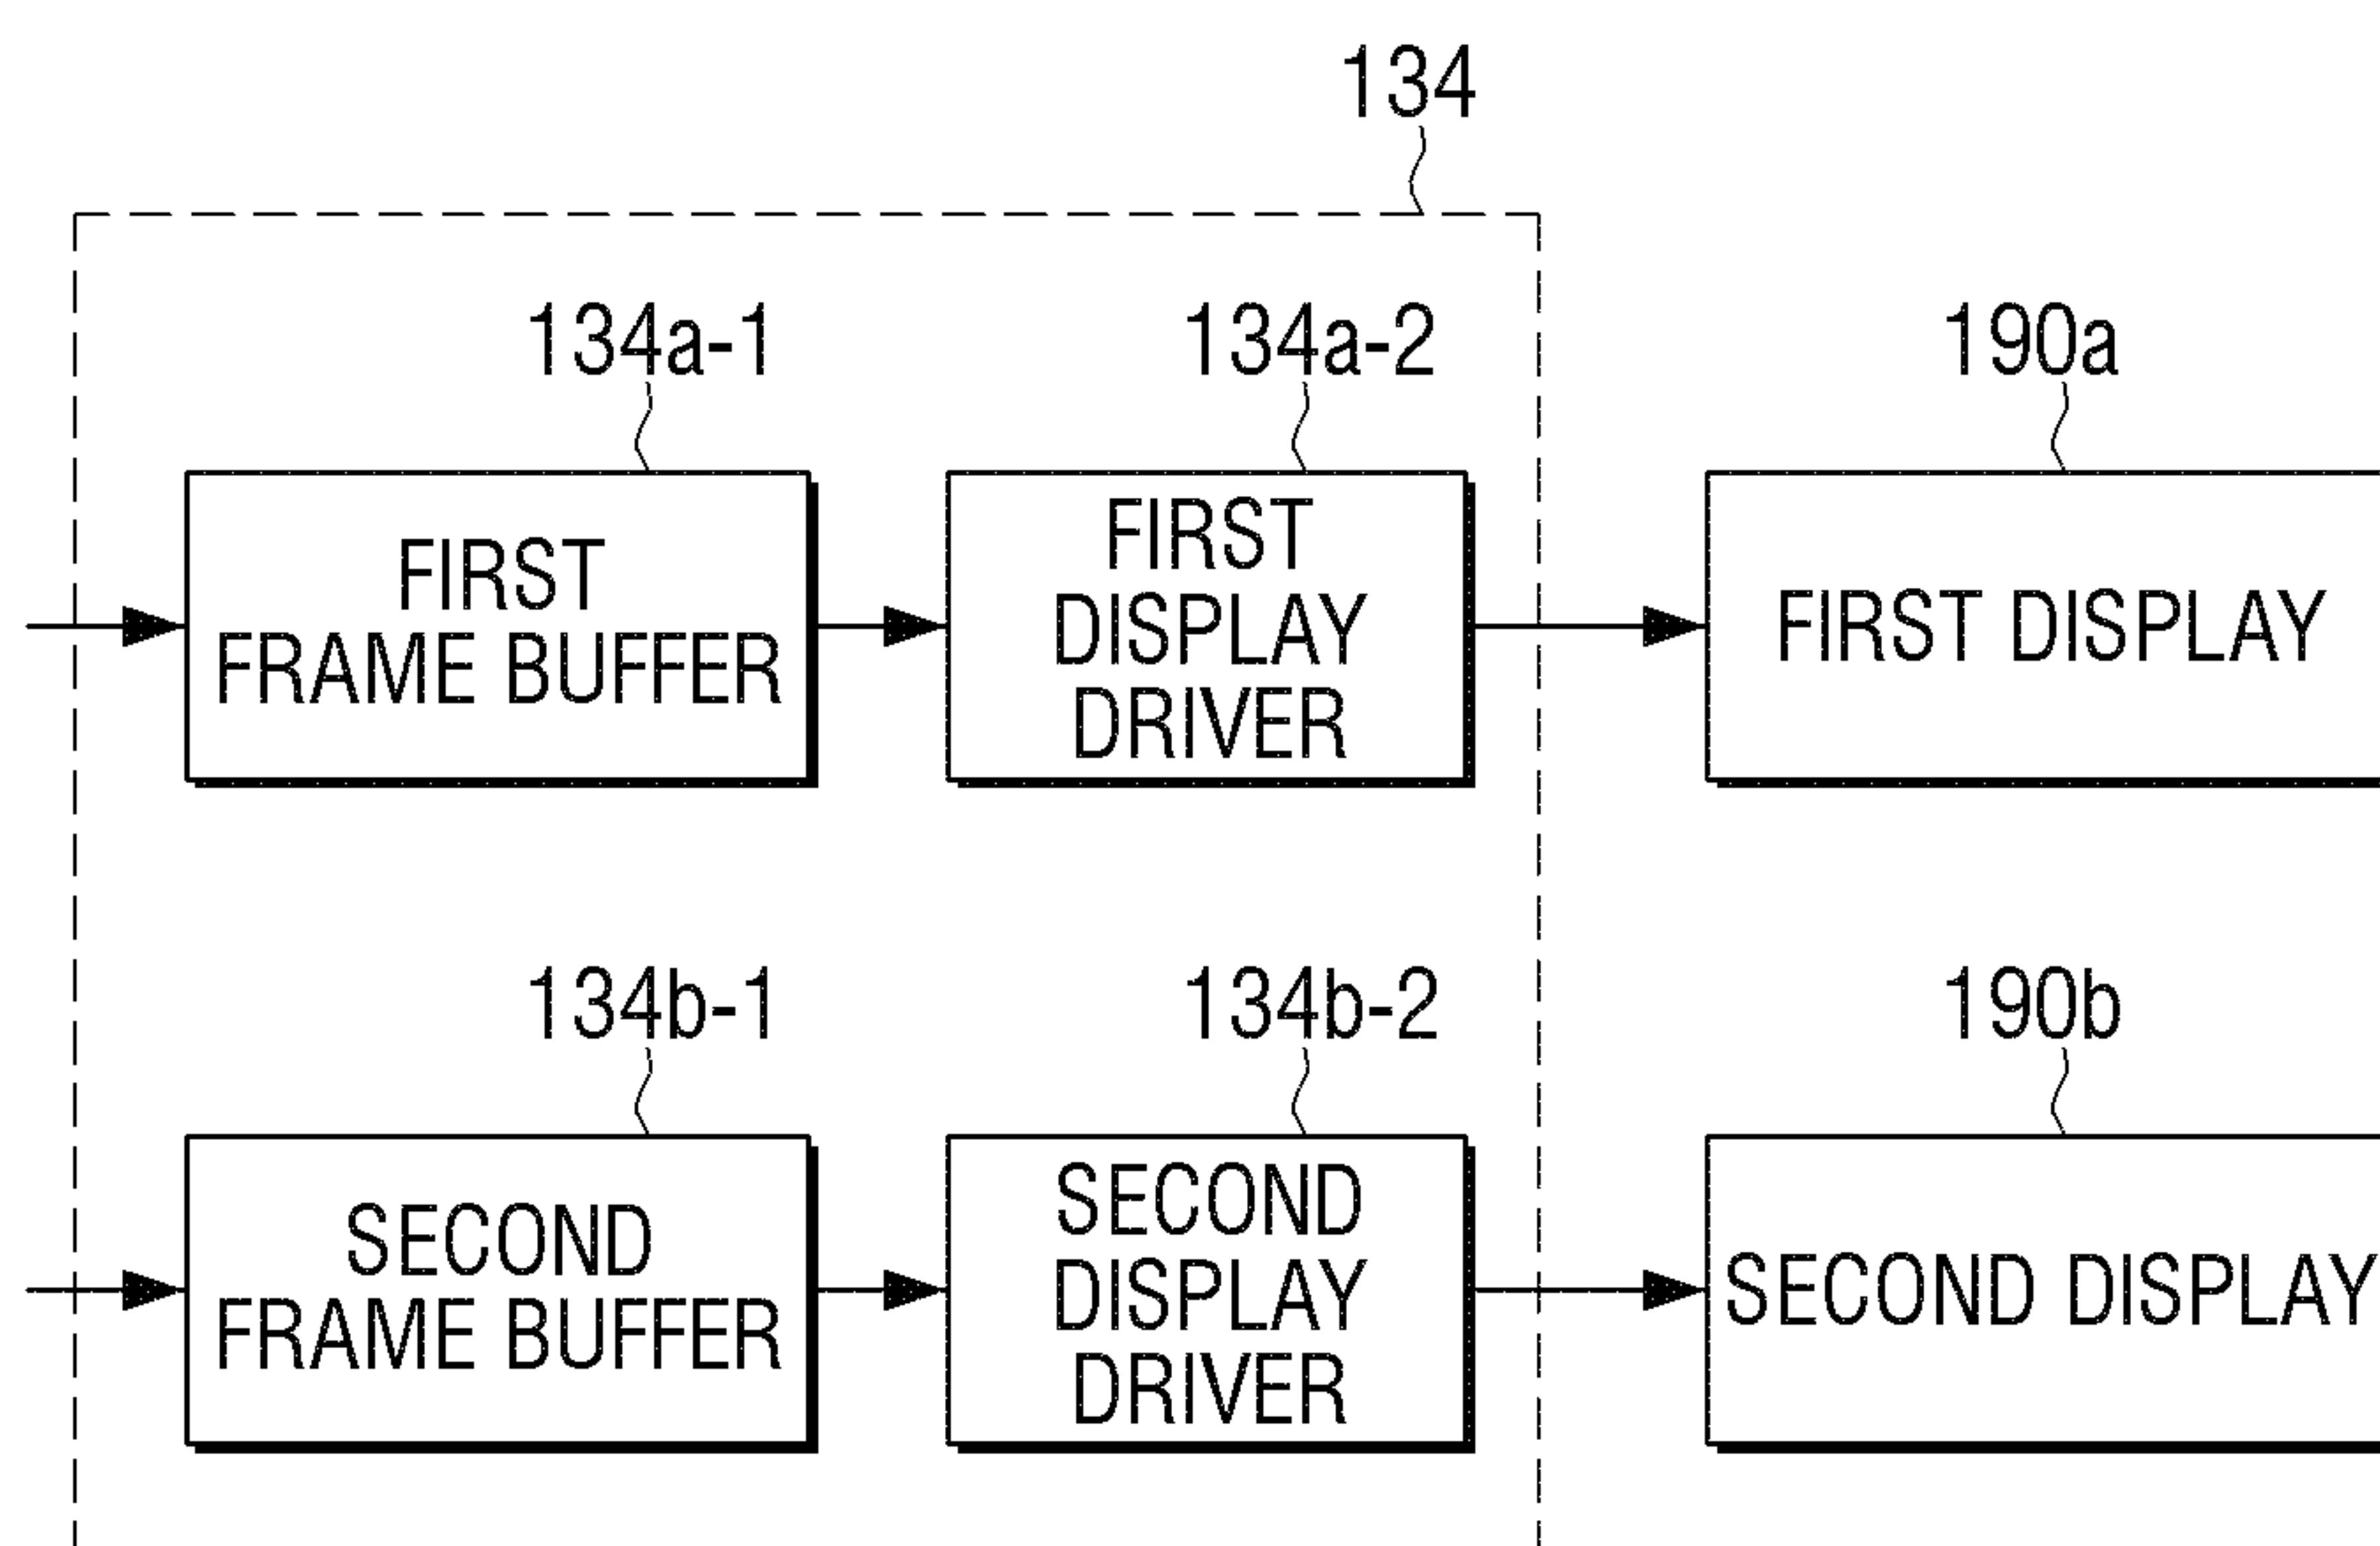 134
134a-1
134a-2
190a
FIRST
FRAME BUFFER
FIRST
DISPLAY
DRIVER
FIRST DISPLAY
134b-1
134b-2
190b
SECOND
FRAME BUFFER
SECOND
DISPLAY
DRIVER
SECOND DISPLAY